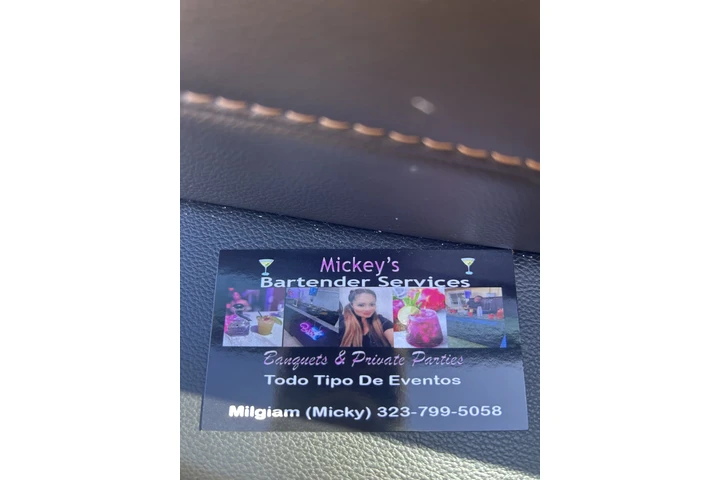 Mickey's
Bartender Services
Banquets & Private Parties
Todo Tipo De Eventos
Milgiam (Micky) 323-799-5058